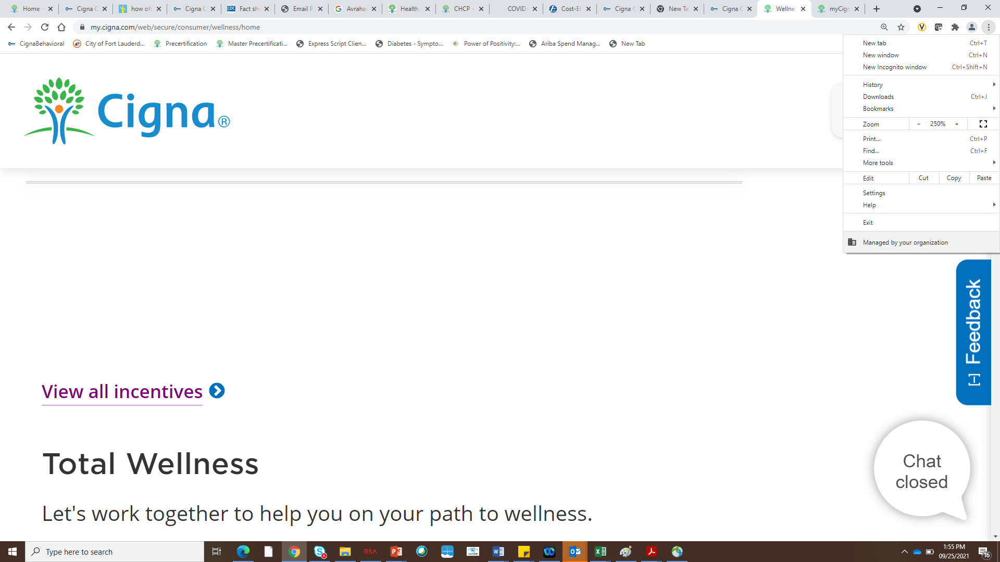 Home -
Cigna C
how oft
Cigna C
CDC
Fact sh
Email P
Avraha
Health
CHCP -
COVID-
Cost-Ef
Cigna C
New Ta
Cigna C
Wellnes
myCign
my.cigna.com/web/secure/consumer/wellness/home
CignaBehavioral
City of Fort Lauderd...
Precertification
Master Precertificati...
Express Script Clien...
Diabetes - Sympto...
Power of Positivity:...
Ariba Spend Manag...
New Tab
New tab Ctrl+T
New window Ctrl+N
New Incognito window Ctrl+Shift+N
History
Downloads Ctrl+J
Bookmarks
Zoom - 250% +
Print... Ctrl+P
Find... Ctrl+F
More tools
Edit Cut Copy Paste
Settings
Help
Exit
Managed by your organization
Cigna®
[-] Feedback
View all incentives
Total Wellness
Let's work together to help you on your path to wellness.
Chat
closed
Type here to search
RSA
1:55 PM
09/25/2021
16